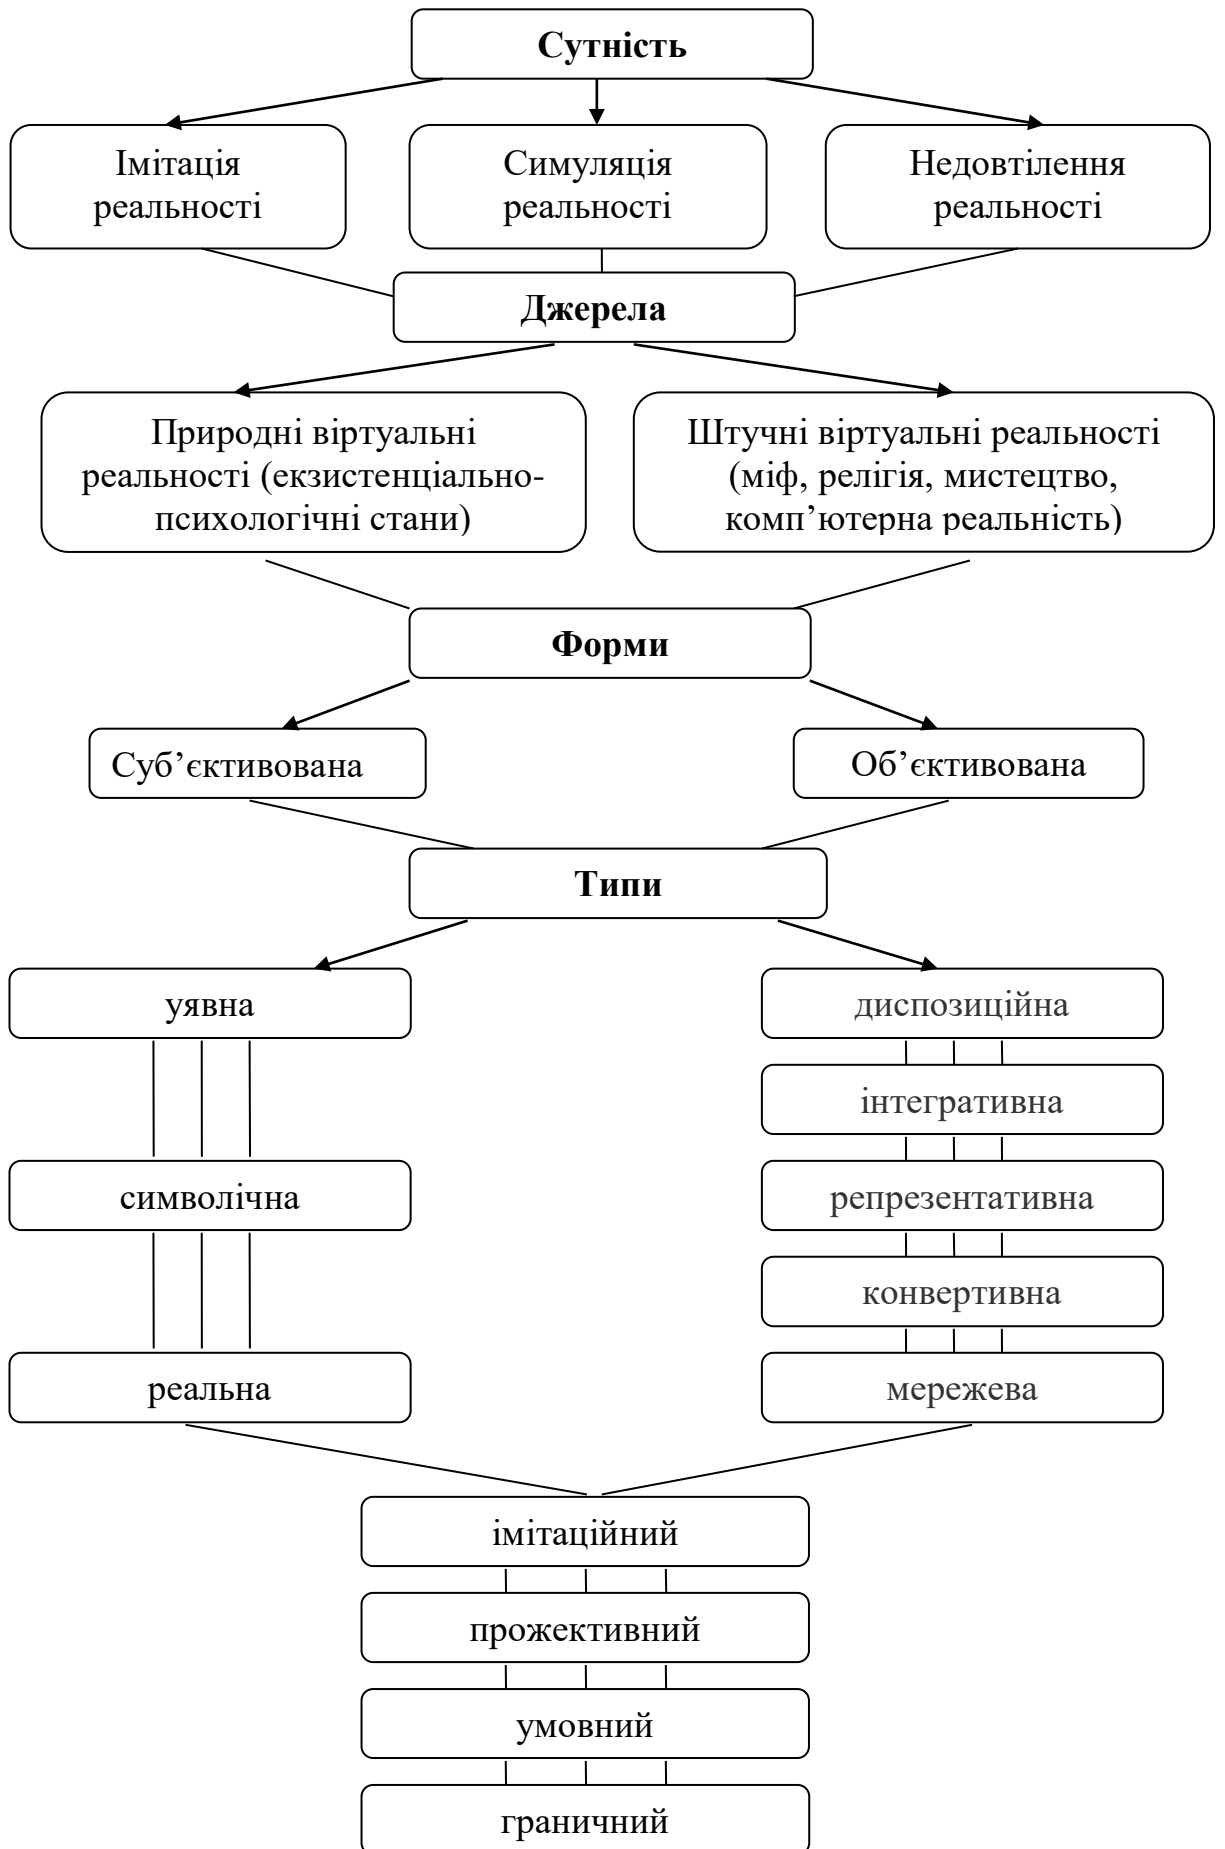 Сутність
Імітація
реальності
Симуляція
реальності
Недовтілення
реальності
Джерела
Природні віртуальні
реальності (екзистенціально-
психологічні стани)
Штучні віртуальні реальності
(міф, релігія, мистецтво,
комп’ютерна реальність)
Форми
Суб’єктивована
Об’єктивована
Типи
уявна
диспозиційна
інтегративна
символічна
репрезентативна
конвертивна
реальна
мережева
імітаційний
прожективний
умовний
граничний